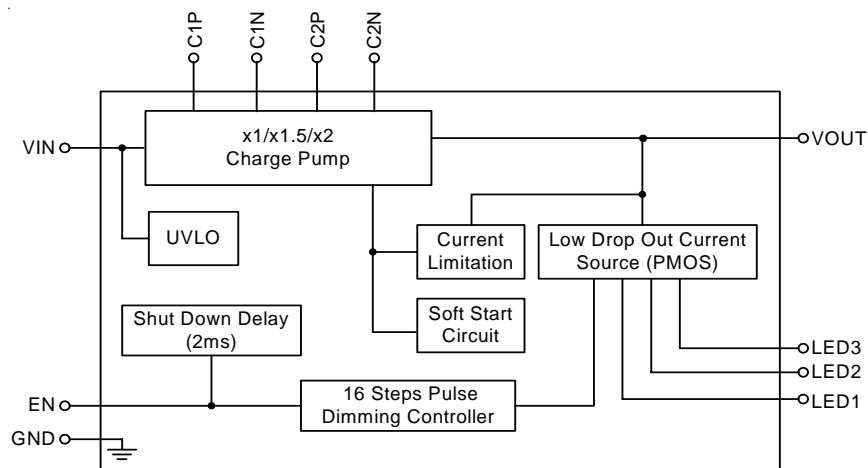 C1P
C1N
C2P
C2N
x1/x1.5/x2
Charge Pump
VIN
VOUT
UVLO
Current
Limitation
Low Drop Out Current
Source (PMOS)
Shut Down Delay
(2ms)
Soft Start
Circuit
LED3
LED2
LED1
16 Steps Pulse
Dimming Controller
EN
GND